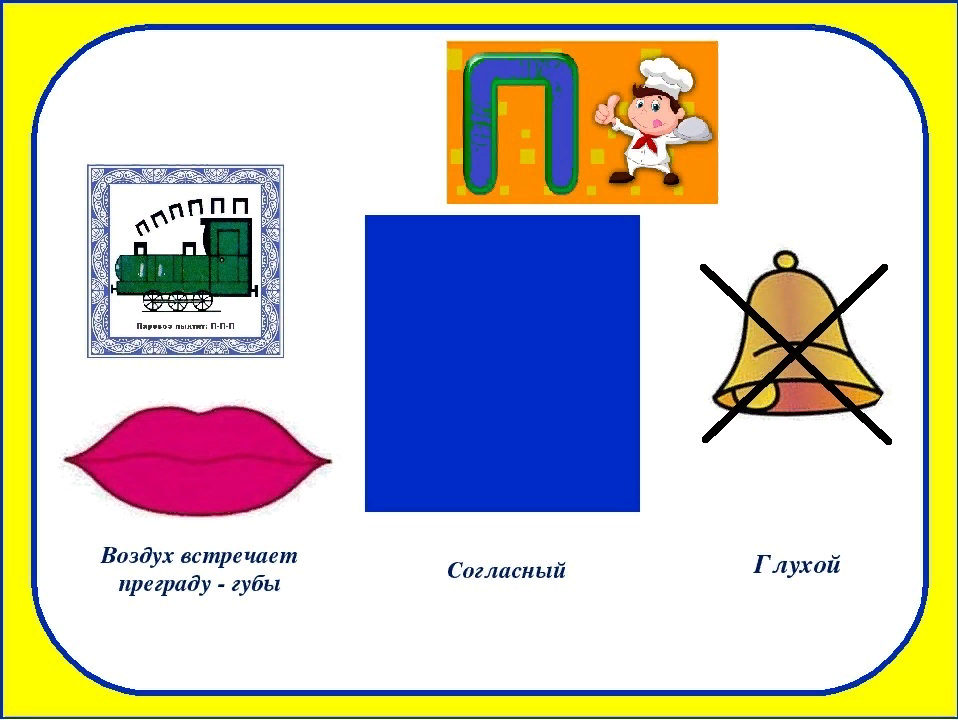 П
П П П П П П П
П П
Паровоз пыхтит: П-П-П
Воздух встречает
преграду - губы
Согласный
Глухой